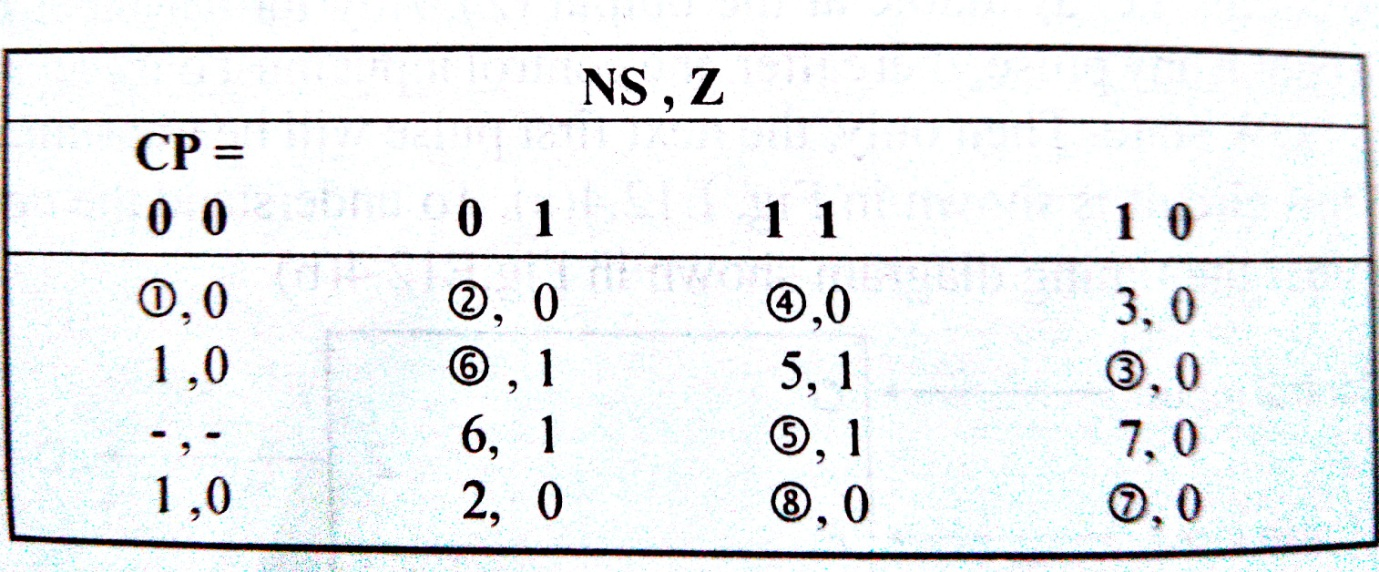 NS , Z
CP =
0 0 0 1 1 1 1 0
①, 0 ②, 0 ④,0 3, 0
1 ,0 ⑥ , 1 5, 1 ③, 0
- , - 6, 1 ⑤, 1 7, 0
1 ,0 2, 0 ⑧, 0 ⑦, 0